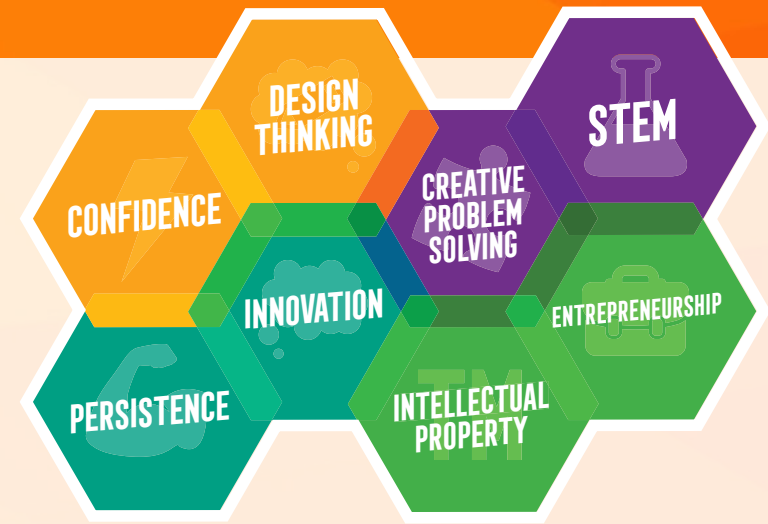 DESIGN
THINKING
STEM
CONFIDENCE
CREATIVE
PROBLEM
SOLVING
INNOVATION
ENTREPRENEURSHIP
PERSISTENCE
INTELLECTUAL
PROPERTY
TM